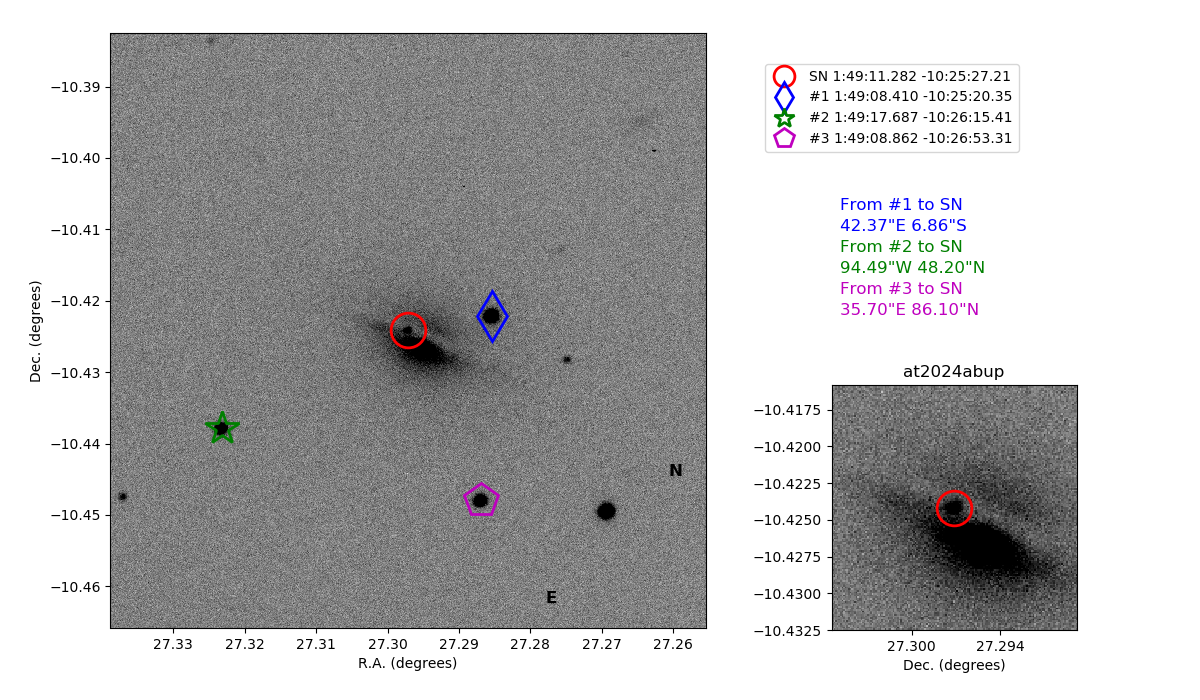 SN 1:49:11.282 -10:25:27.21
#1 1:49:08.410 -10:25:20.35
#2 1:49:17.687 -10:26:15.41
#3 1:49:08.862 -10:26:53.31
From #1 to SN
42.37"E 6.86"S
From #2 to SN
94.49"W 48.20"N
From #3 to SN
35.70"E 86.10"N
−10.39
−10.40
−10.41
−10.42
−10.43
−10.44
−10.45
−10.46
Dec. (degrees)
N
E
27.33 27.32 27.31 27.30 27.29 27.28 27.27 27.26
R.A. (degrees)
at2024abup
−10.4175
−10.4200
−10.4225
−10.4250
−10.4275
−10.4300
−10.4325
27.300 27.294
Dec. (degrees)